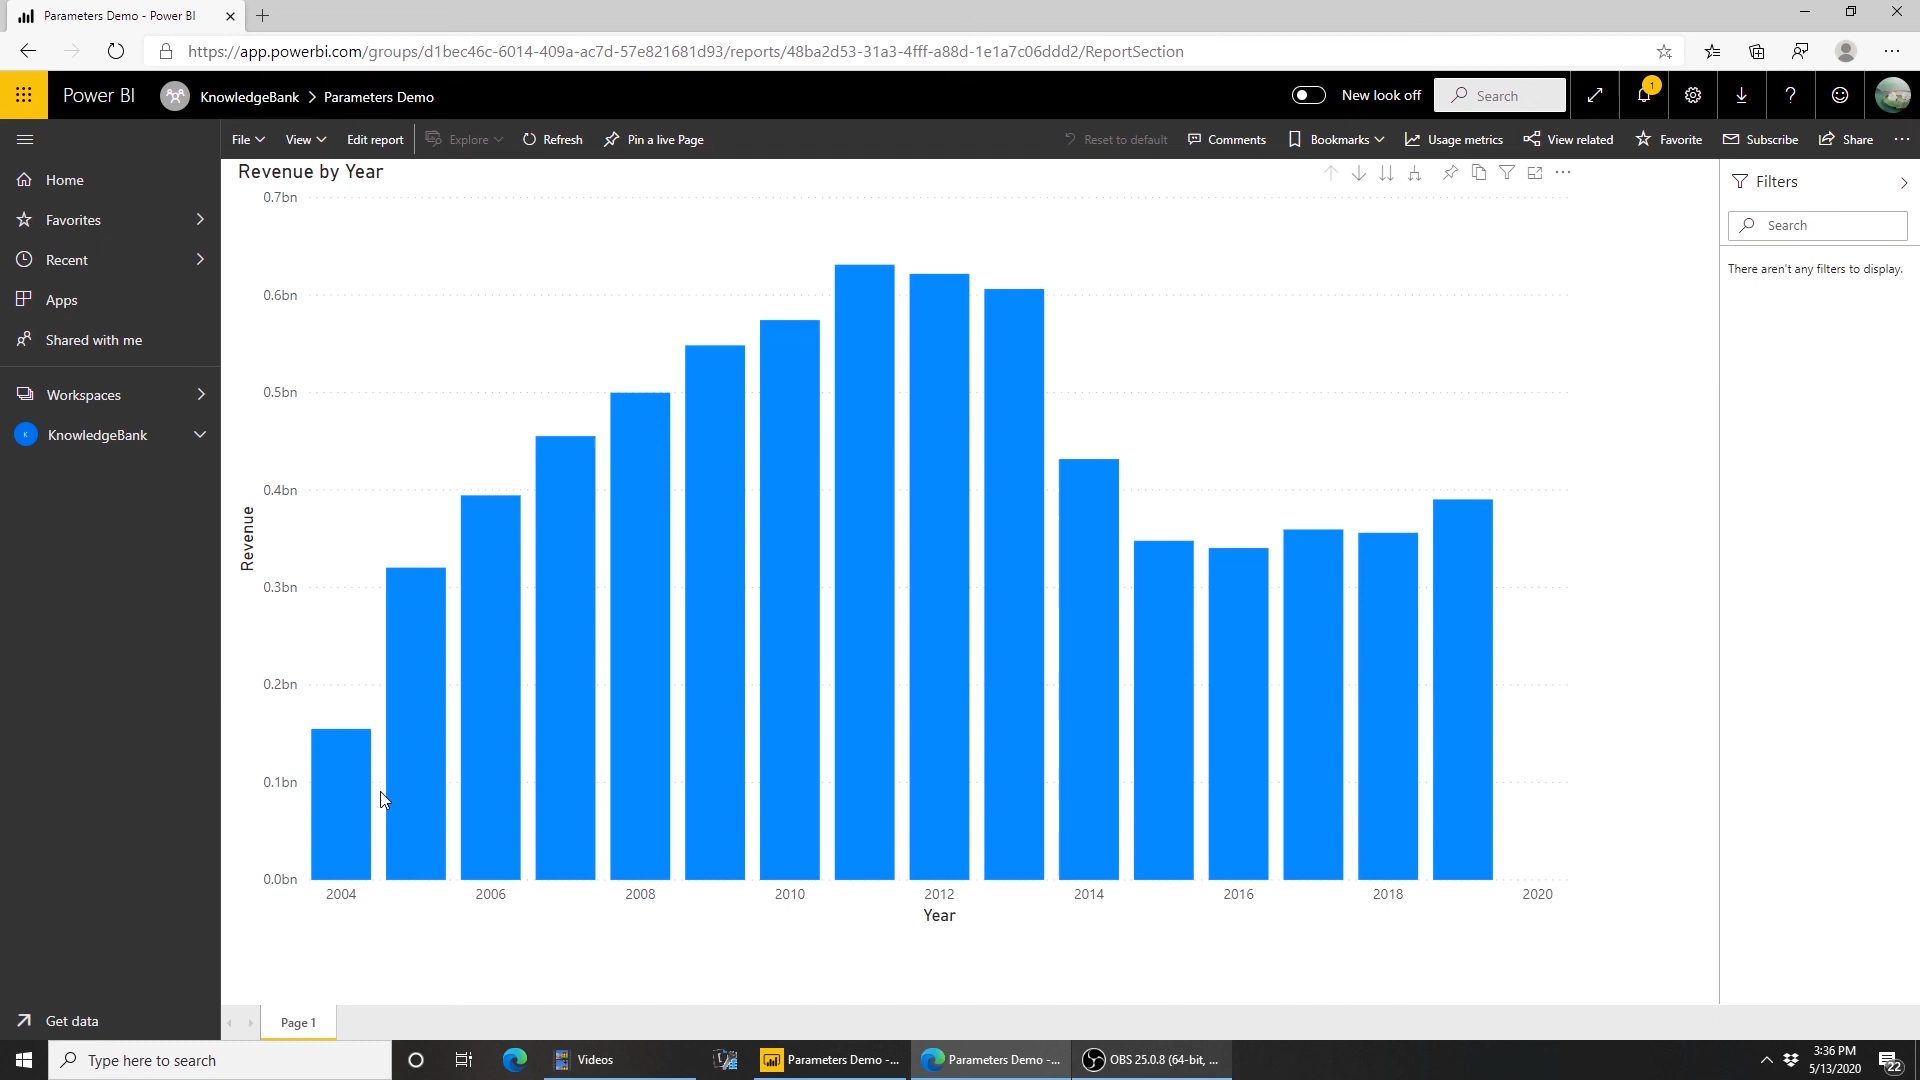 Parameters Demo - Power BI
https://app.powerbi.com/groups/d1bec46c-6014-409a-ac7d-57e821681d93/reports/48ba2d53-31a3-4fff-a88d-1e1a7c06ddd2/ReportSection
Power BI
KnowledgeBank > Parameters Demo
New look off
Search
1
File
View
Edit report
Explore
Refresh
Pin a live Page
Reset to default
Comments
Bookmarks
Usage metrics
View related
Favorite
Subscribe
Share
Home
Favorites
Recent
Apps
Shared with me
Workspaces
K
KnowledgeBank
Get data
Revenue by Year
0.7bn
0.6bn
0.5bn
0.4bn
0.3bn
0.2bn
0.1bn
0.0bn
Revenue
2004 2006 2008 2010 2012 2014 2016 2018 2020
Year
Filters
Search
There aren't any filters to display.
Page 1
Type here to search
Videos
Parameters Demo -...
Parameters Demo -...
OBS 25.0.8 (64-bit, ...
3:36 PM
5/13/2020
22